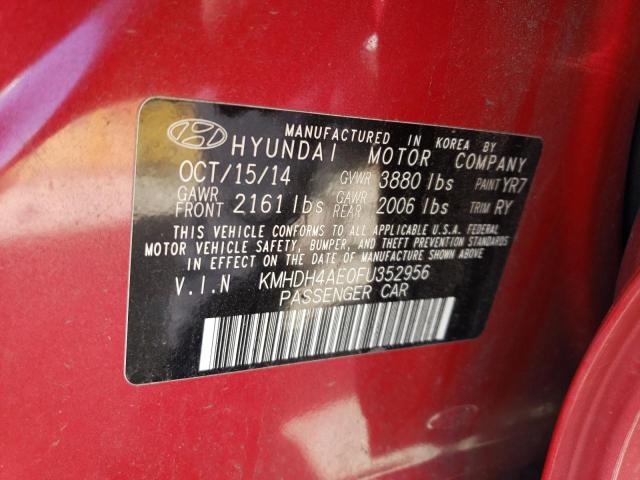 MANUFACTURED IN KOREA BY
HYUNDAI MOTOR COMPANY
OCT/15/14 GVWR 3880 lbs PAINT YR7
GAWR FRONT 2161 lbs GAWR REAR 2006 lbs TRIM RY
THIS VEHICLE CONFORMS TO ALL APPLICABLE U.S.A. FEDERAL
MOTOR VEHICLE SAFETY, BUMPER, AND THEFT PREVENTION STANDARDS
IN EFFECT ON THE DATE OF MANUFACTURE SHOWN ABOVE
V.I.N KMHDH4AE0FU352956
PASSENGER CAR